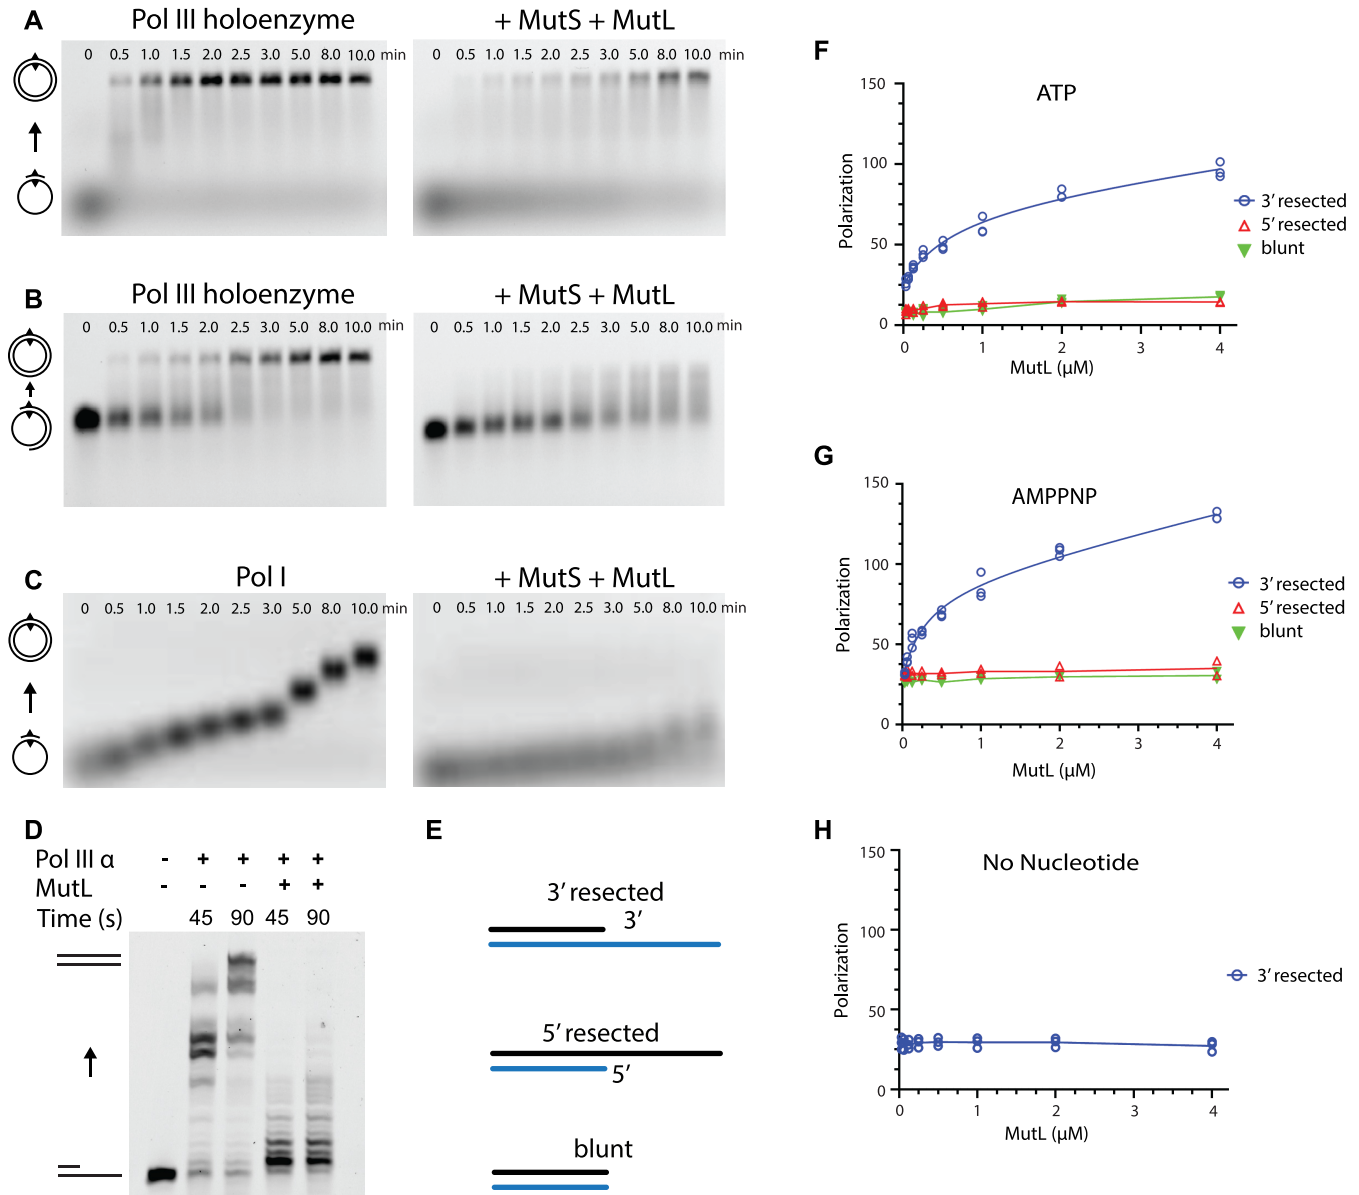 A
Pol III holoenzyme
+ MutS + MutL
0 0.5 1.0 1.5 2.0 2.5 3.0 5.0 8.0 10.0 min
0 0.5 1.0 1.5 2.0 2.5 3.0 5.0 8.0 10.0 min
B
Pol III holoenzyme
+ MutS + MutL
0 0.5 1.0 1.5 2.0 2.5 3.0 5.0 8.0 10.0 min
0 0.5 1.0 1.5 2.0 2.5 3.0 5.0 8.0 10.0 min
C
Pol I
+ MutS + MutL
0 0.5 1.0 1.5 2.0 2.5 3.0 5.0 8.0 10.0 min
0 0.5 1.0 1.5 2.0 2.5 3.0 5.0 8.0 10.0 min
D
Pol III α - + + + +
MutL - - - + +
Time (s) 45 90 45 90
E
3’ resected
3’
5’ resected
5’
blunt
F
ATP
150
100
50
0
Polarization
0 1 2 3 4
MutL (μM)
3’ resected
5’ resected
blunt
G
AMPPNP
150
100
50
0
Polarization
0 1 2 3 4
MutL (μM)
3’ resected
5’ resected
blunt
H
No Nucleotide
150
100
50
0
Polarization
0 1 2 3 4
MutL (μM)
3’ resected